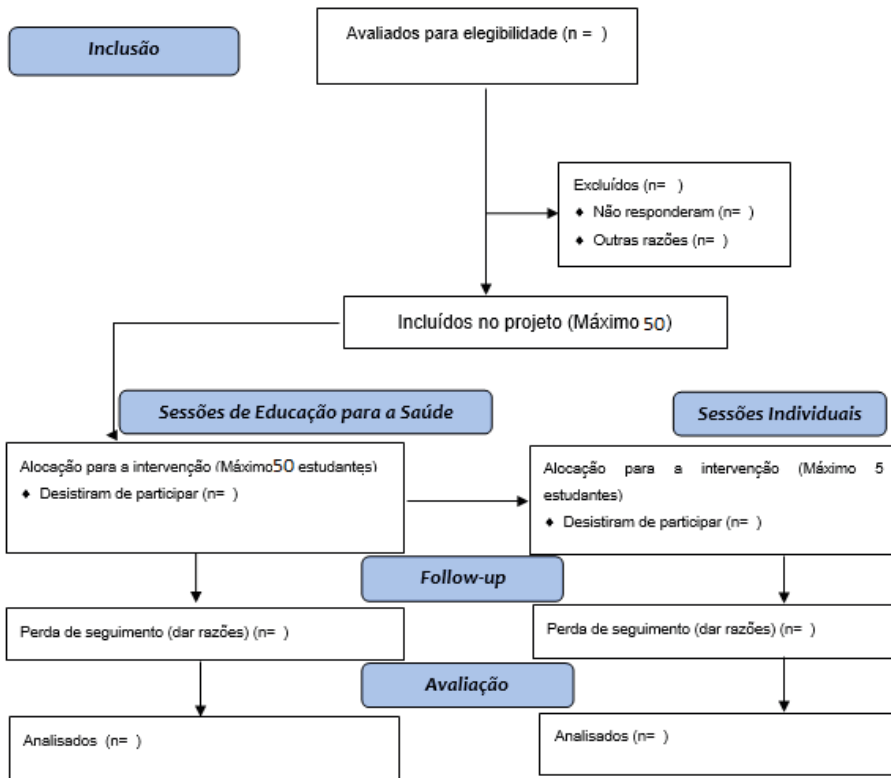 Inclusão
Avaliados para elegibilidade (n = )
Excluídos (n= )
♦ Não responderam (n= )
♦ Outras razões (n= )
Incluídos no projeto (Máximo 50)
Sessões de Educação para a Saúde
Sessões Individuais
Alocação para a intervenção (Máximo50 estudantes)
♦ Desistiram de participar (n= )
Alocação para a intervenção (Máximo 5
estudantes)
♦ Desistiram de participar (n= )
Follow-up
Perda de seguimento (dar razões) (n= )
Perda de seguimento (dar razões) (n= )
Avaliação
Analisados (n= )
Analisados (n= )